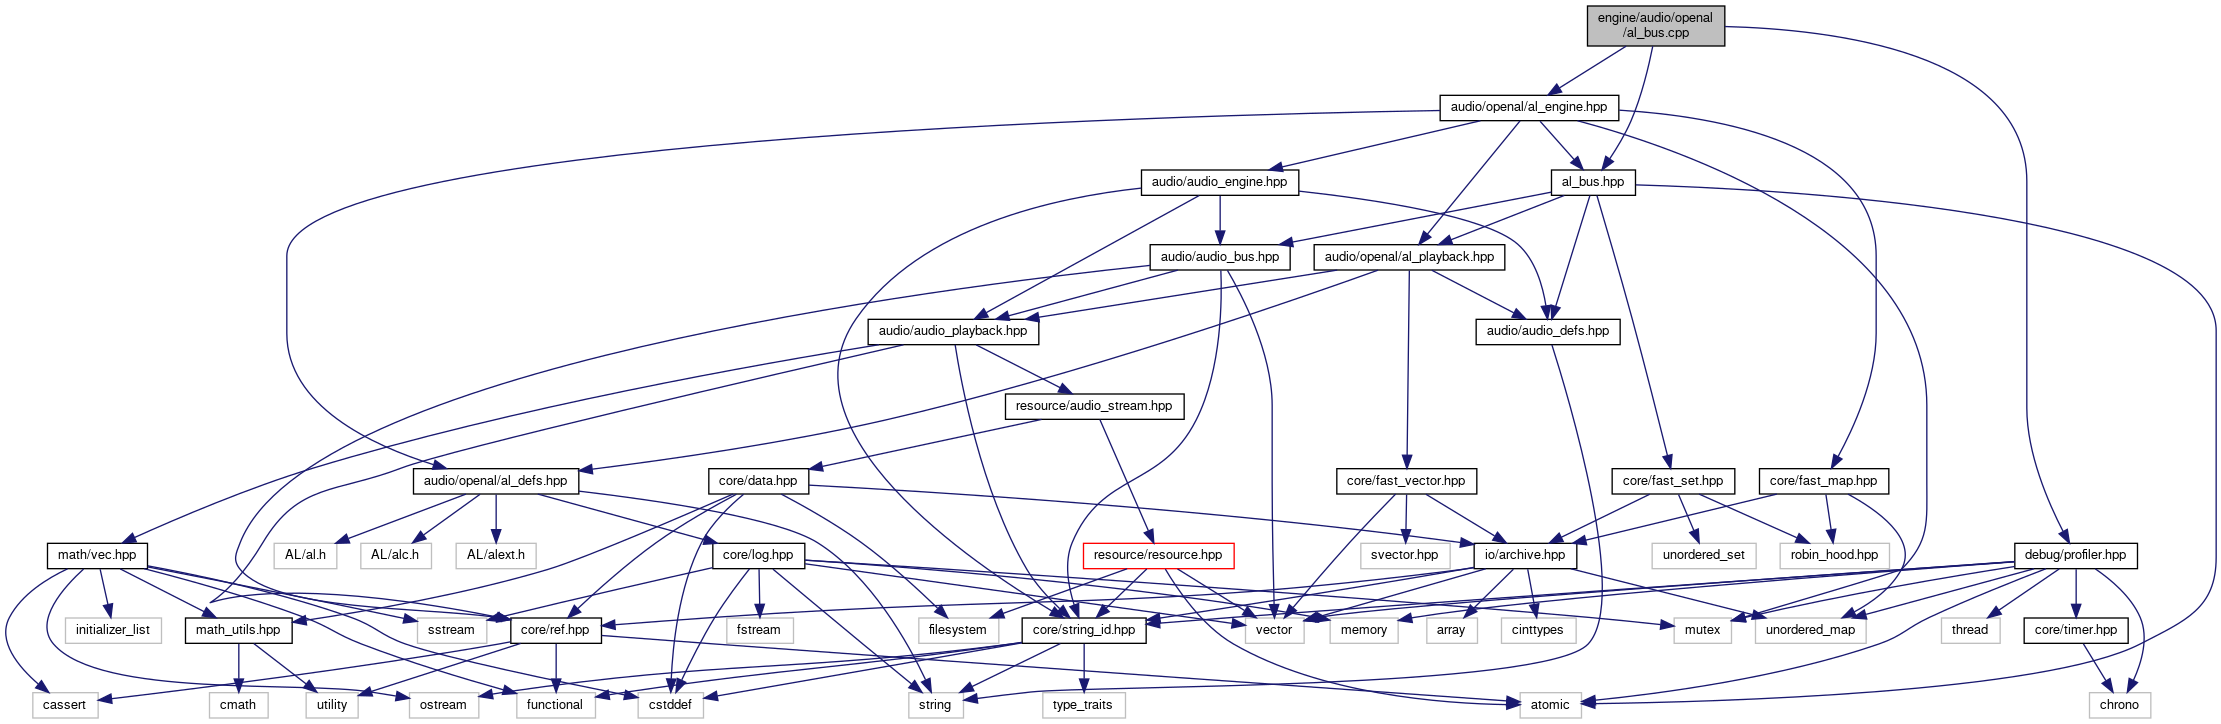 engine/audio/openal
/al_bus.cpp
audio/openal/al_engine.hpp
audio/audio_engine.hpp
al_bus.hpp
audio/audio_bus.hpp
audio/openal/al_playback.hpp
audio/audio_playback.hpp
audio/audio_defs.hpp
resource/audio_stream.hpp
audio/openal/al_defs.hpp
core/data.hpp
core/fast_vector.hpp
core/fast_set.hpp
core/fast_map.hpp
math/vec.hpp
AL/al.h
AL/alc.h
AL/alext.h
core/log.hpp
resource/resource.hpp
svector.hpp
io/archive.hpp
unordered_set
robin_hood.hpp
debug/profiler.hpp
initializer_list
math_utils.hpp
sstream
core/ref.hpp
fstream
filesystem
core/string_id.hpp
vector
memory
array
cinttypes
mutex
unordered_map
thread
core/timer.hpp
cassert
cmath
utility
ostream
functional
cstddef
string
type_traits
atomic
chrono